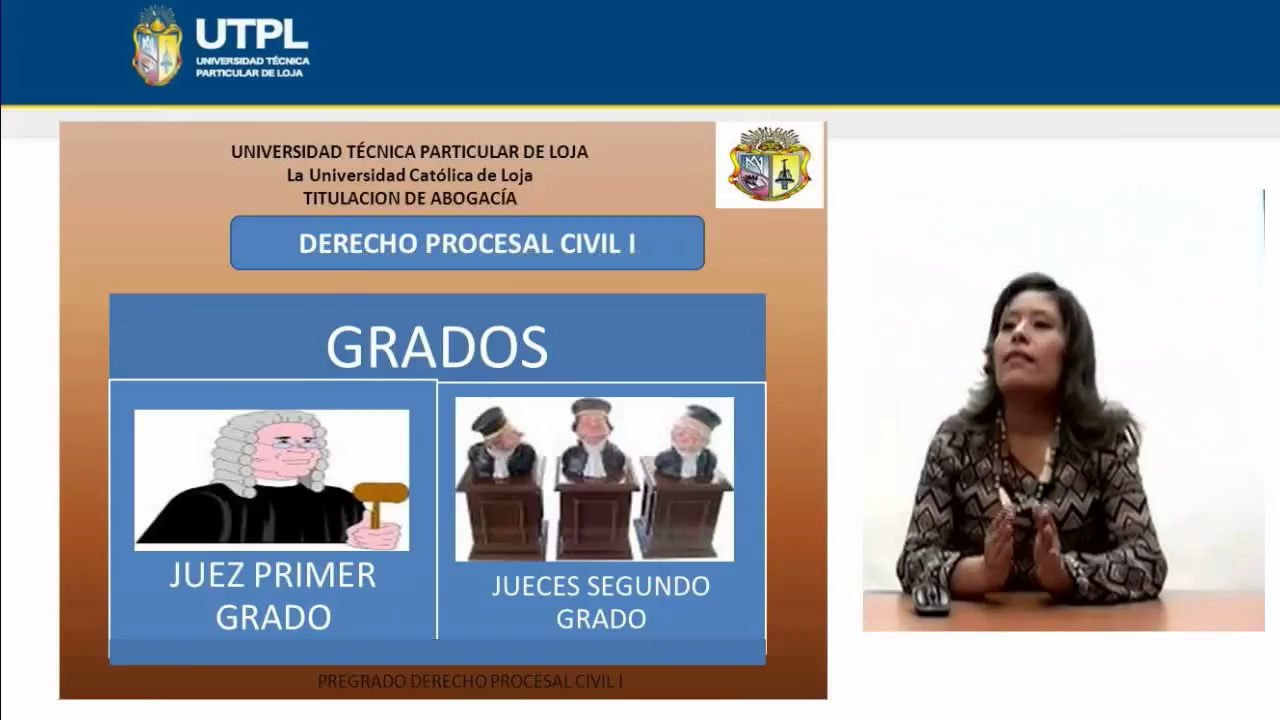 UTPL
UNIVERSIDAD TÉCNICA
PARTICULAR DE LOJA
UNIVERSIDAD TÉCNICA PARTICULAR DE LOJA
La Universidad Católica de Loja
TITULACION DE ABOGACÍA
DERECHO PROCESAL CIVIL I
GRADOS
JUEZ PRIMER
GRADO
JUECES SEGUNDO
GRADO
PREGRADO DERECHO PROCESAL CIVIL I